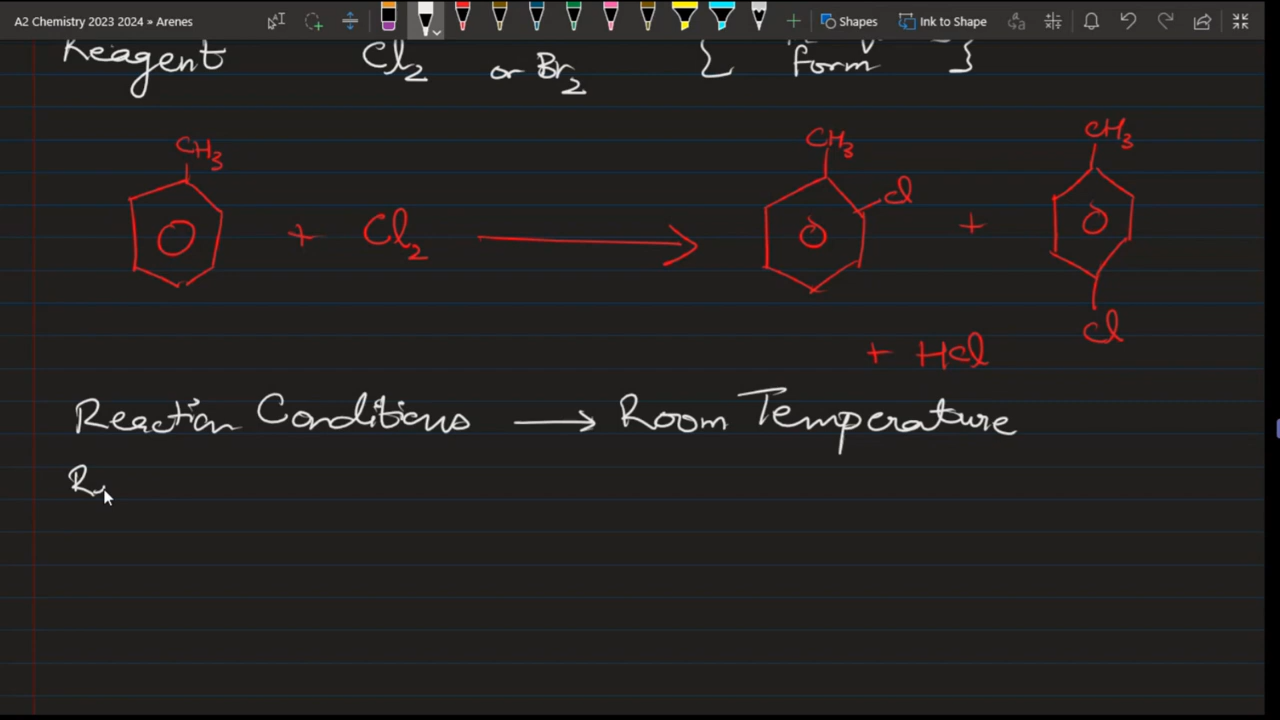 A2 Chemistry 2023 2024 » Arenes
Shapes
Ink to Shape
Reagent Cl2 or Br2 { form }
CH3
+ Cl2
CH3
Cl
+
CH3
Cl
+ HCl
Reaction Conditions → Room Temperature